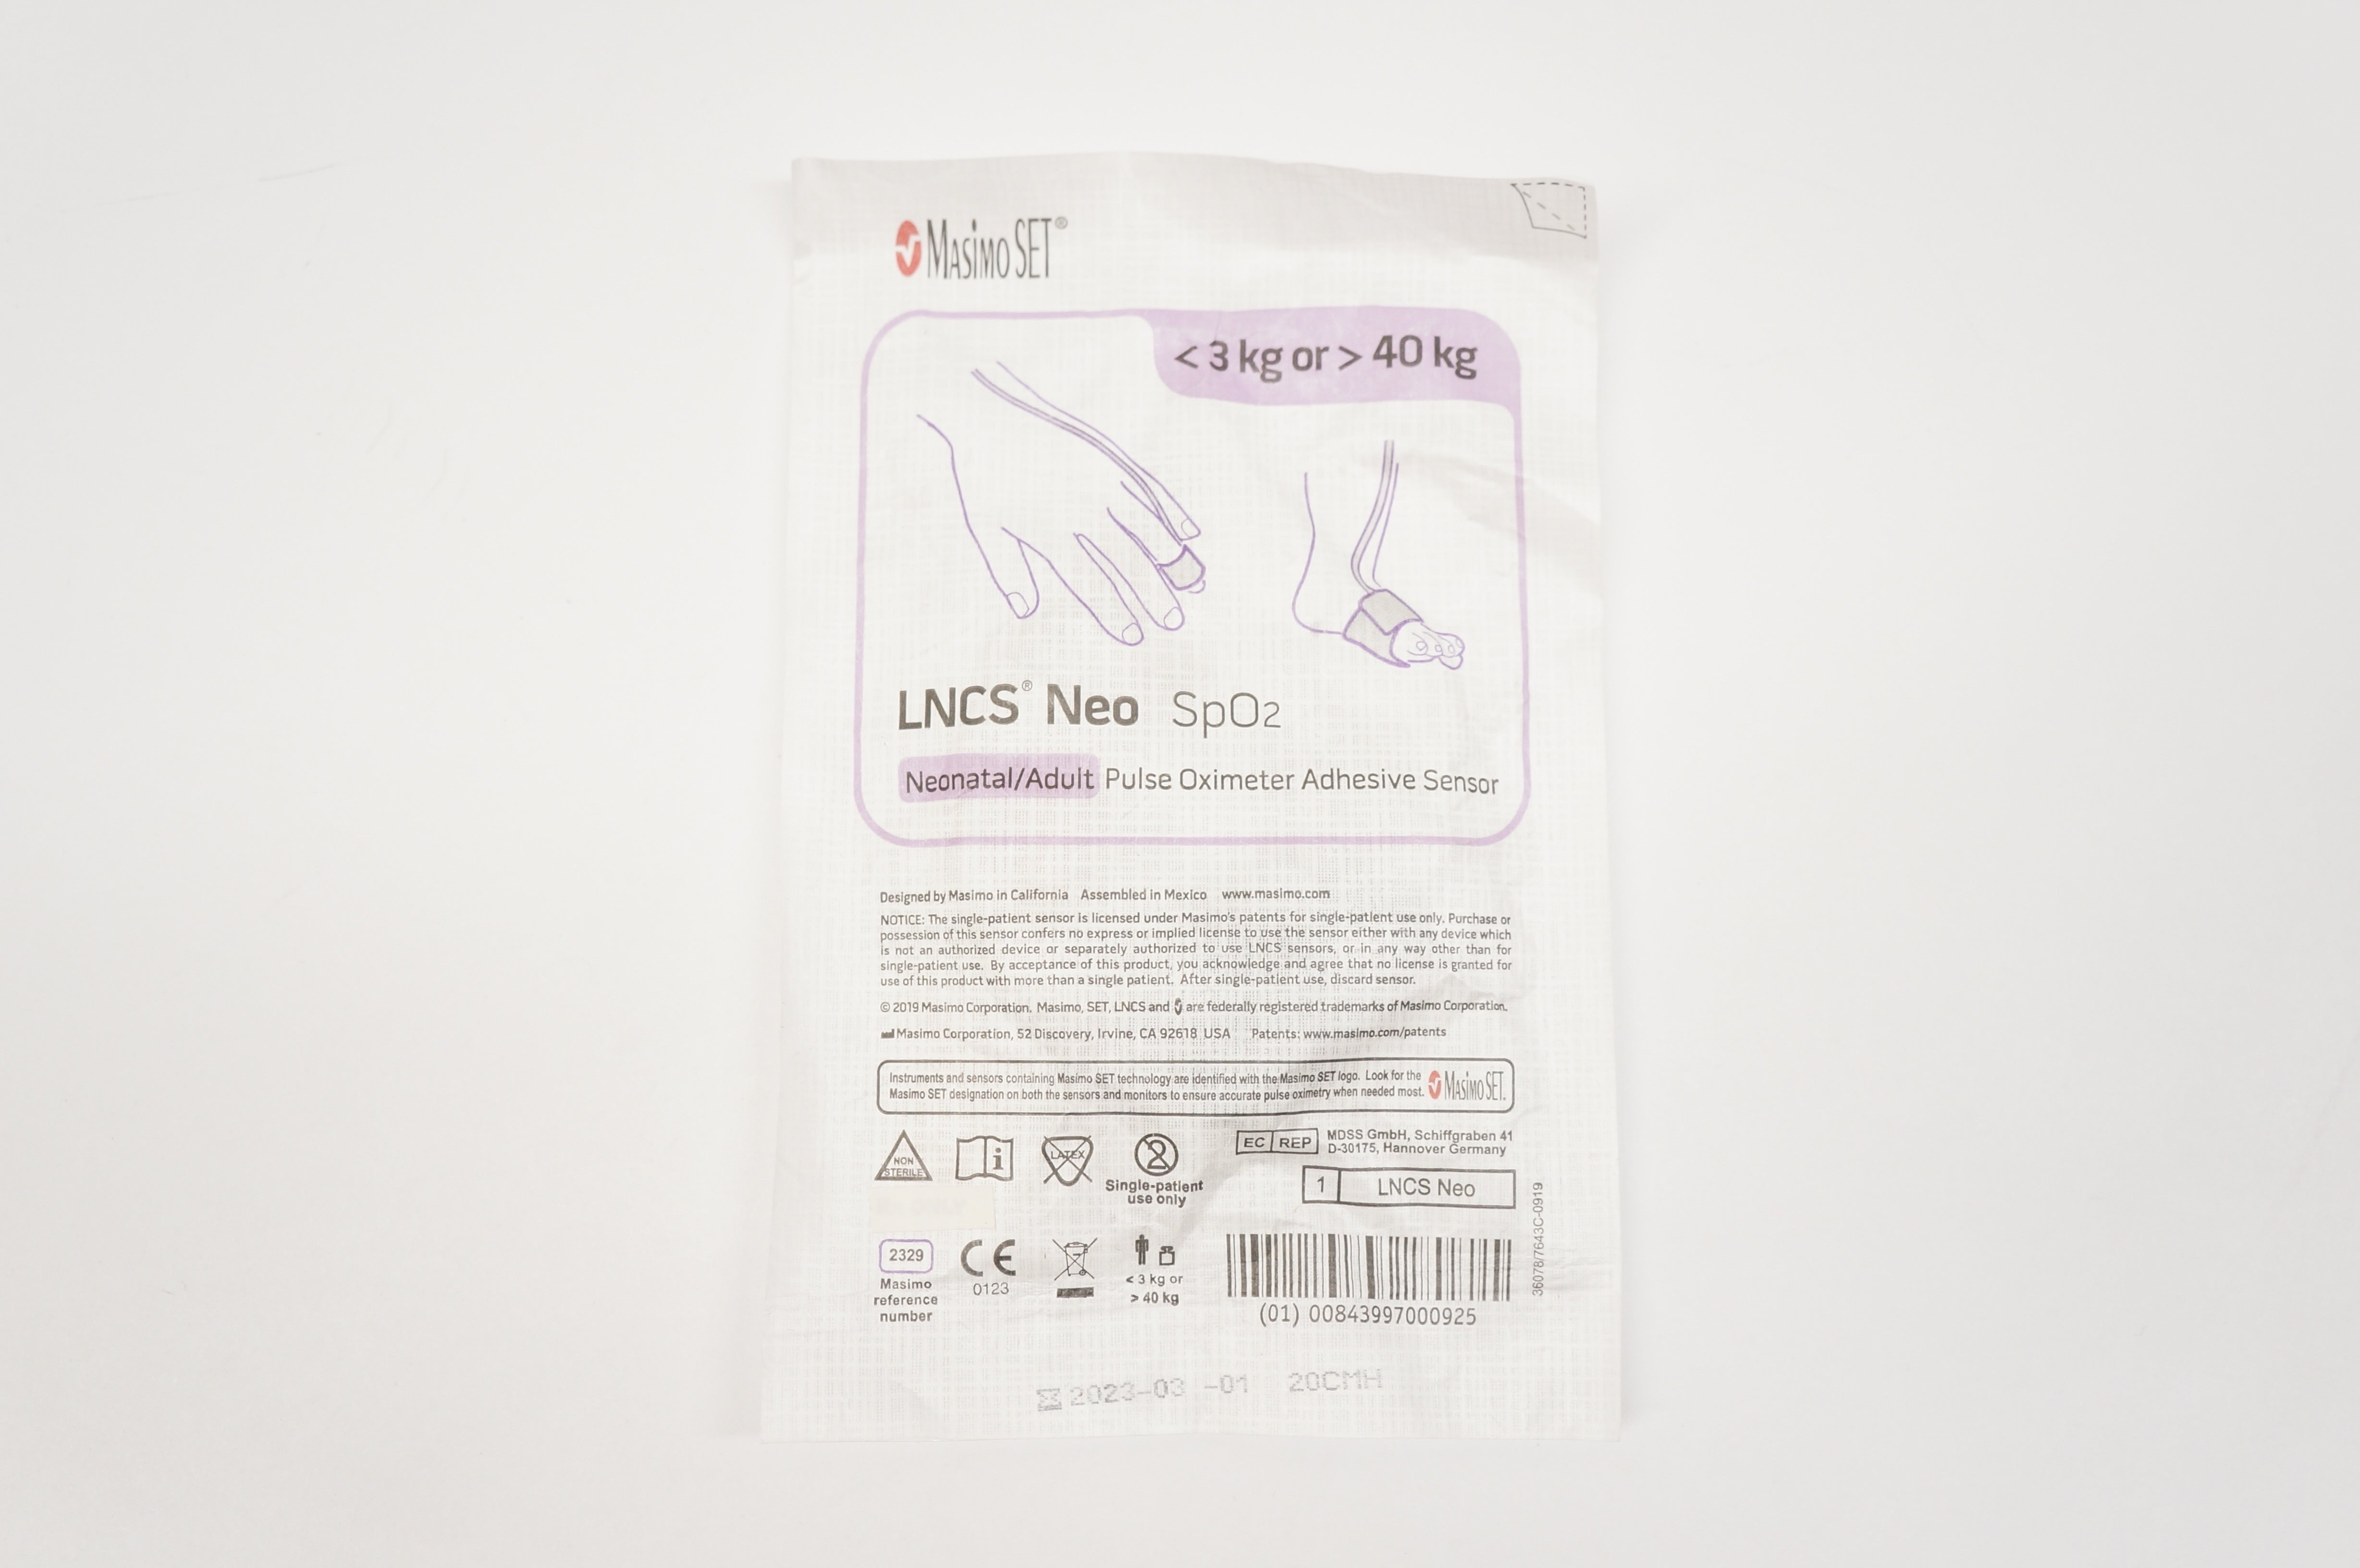 Masimo SET®
< 3 kg or > 40 kg
LNCS® Neo SpO2
Neonatal/Adult Pulse Oximeter Adhesive Sensor
Designed by Masimo in California Assembled in Mexico www.masimo.com
NOTICE: The single-patient sensor is licensed under Masimo's patents for single-patient use only. Purchase or
possession of this sensor confers no express or implied license to use the sensor either with any device which
is not an authorized device or separately authorized to use LNCS sensors, or in any way other than for
single-patient use. By acceptance of this product, you acknowledge and agree that no license is granted for
use of this product with more than a single patient. After single-patient use, discard sensor.
© 2019 Masimo Corporation. Masimo, SET, LNCS and are federally registered trademarks of Masimo Corporation.
Masimo Corporation, 52 Discovery, Irvine, CA 92618 USA Patents: www.masimo.com/patents
Instruments and sensors containing Masimo SET technology are identified with the Masimo SET logo. Look for the
Masimo SET designation on both the sensors and monitors to ensure accurate pulse oximetry when needed most.
Masimo SET.
NON
STERILE
i
LATEX
2
Single-patient
use only
EC REP
MDSS GmbH, Schiffgraben 41
D-30175, Hannover Germany
1 LNCS Neo
2329
Masimo
reference
number
CE
0123
< 3 kg or
> 40 kg
(01) 00843997000925
36078/7643C-0919
2023-03 -01 20CMH